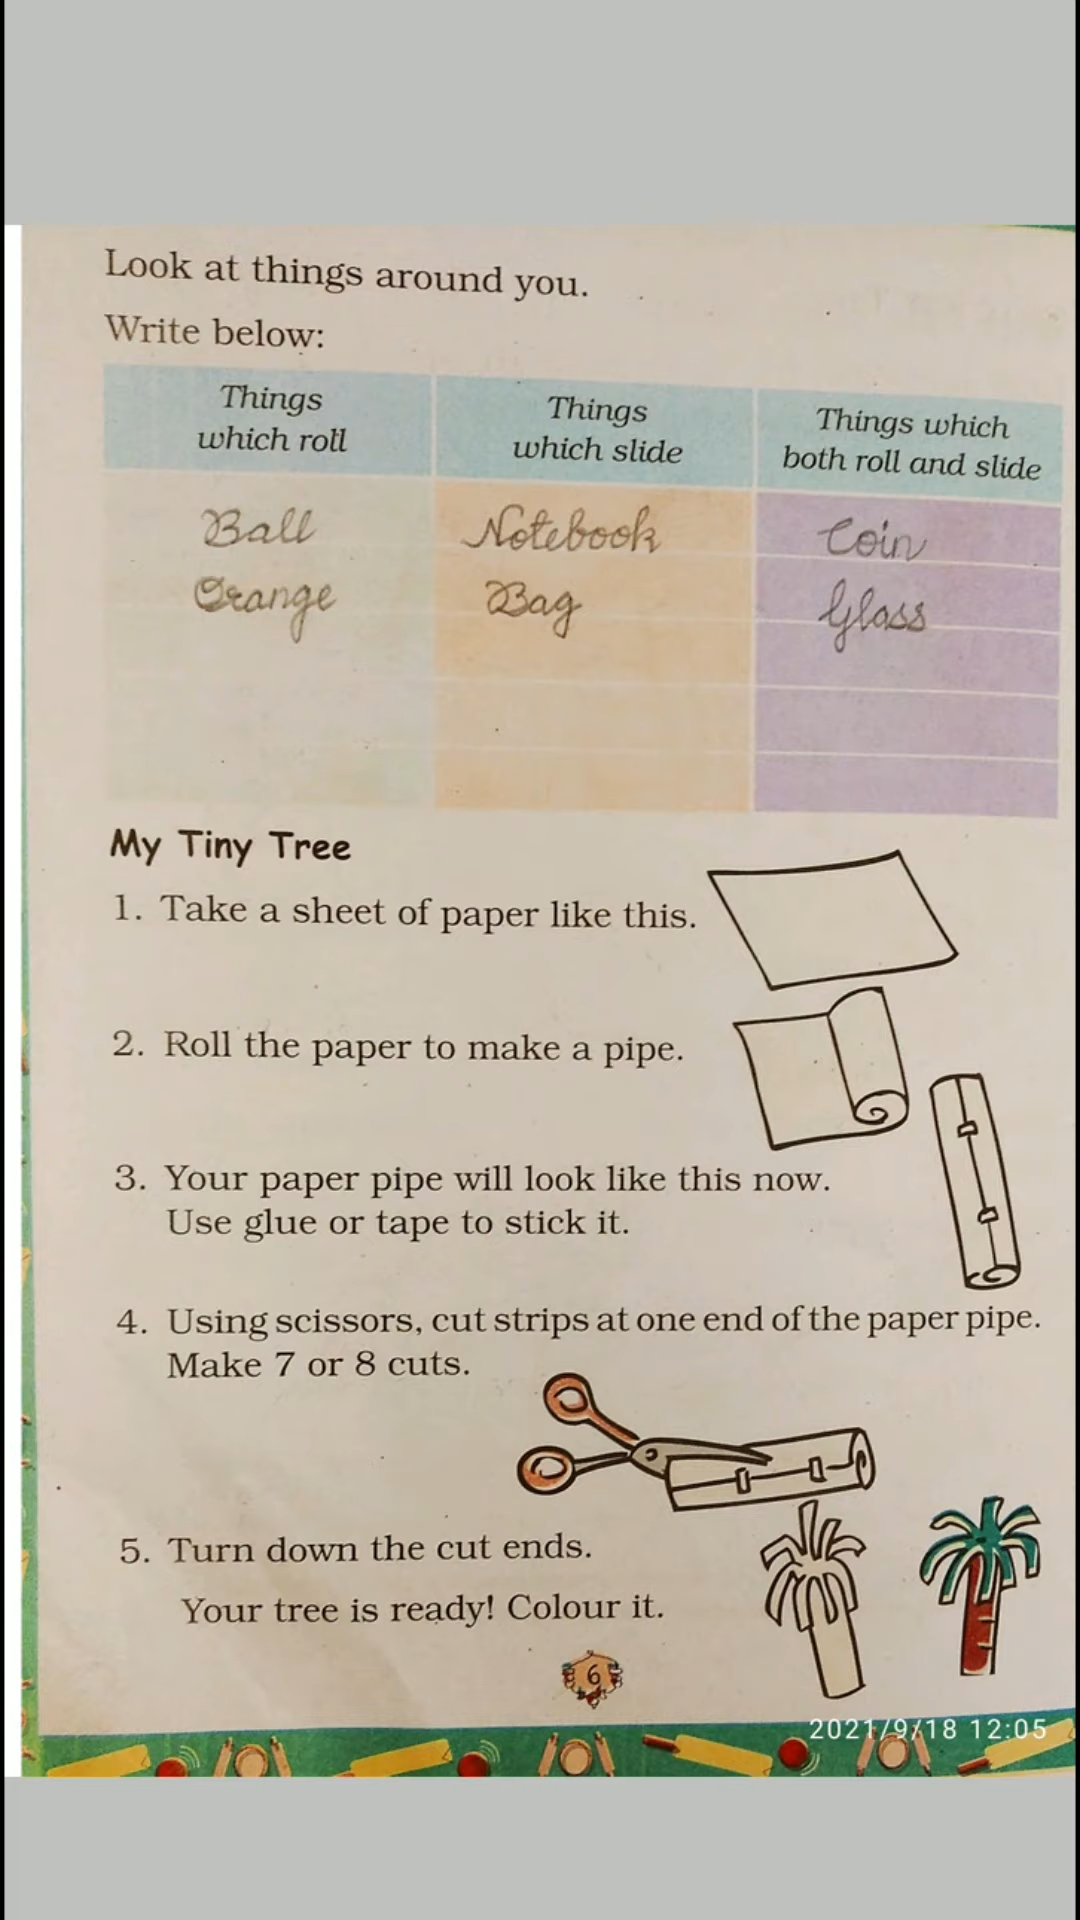 Look at things around you.
Write below:
Things
which roll
Things
which slide
Things which
both roll and slide
Ball
Notebook
Coin
Orange
Bag
Glass
My Tiny Tree
1. Take a sheet of paper like this.
2. Roll the paper to make a pipe.
3. Your paper pipe will look like this now.
Use glue or tape to stick it.
4. Using scissors, cut strips at one end of the paper pipe.
Make 7 or 8 cuts.
5. Turn down the cut ends.
Your tree is ready! Colour it.
6
2021/9/18 12:05